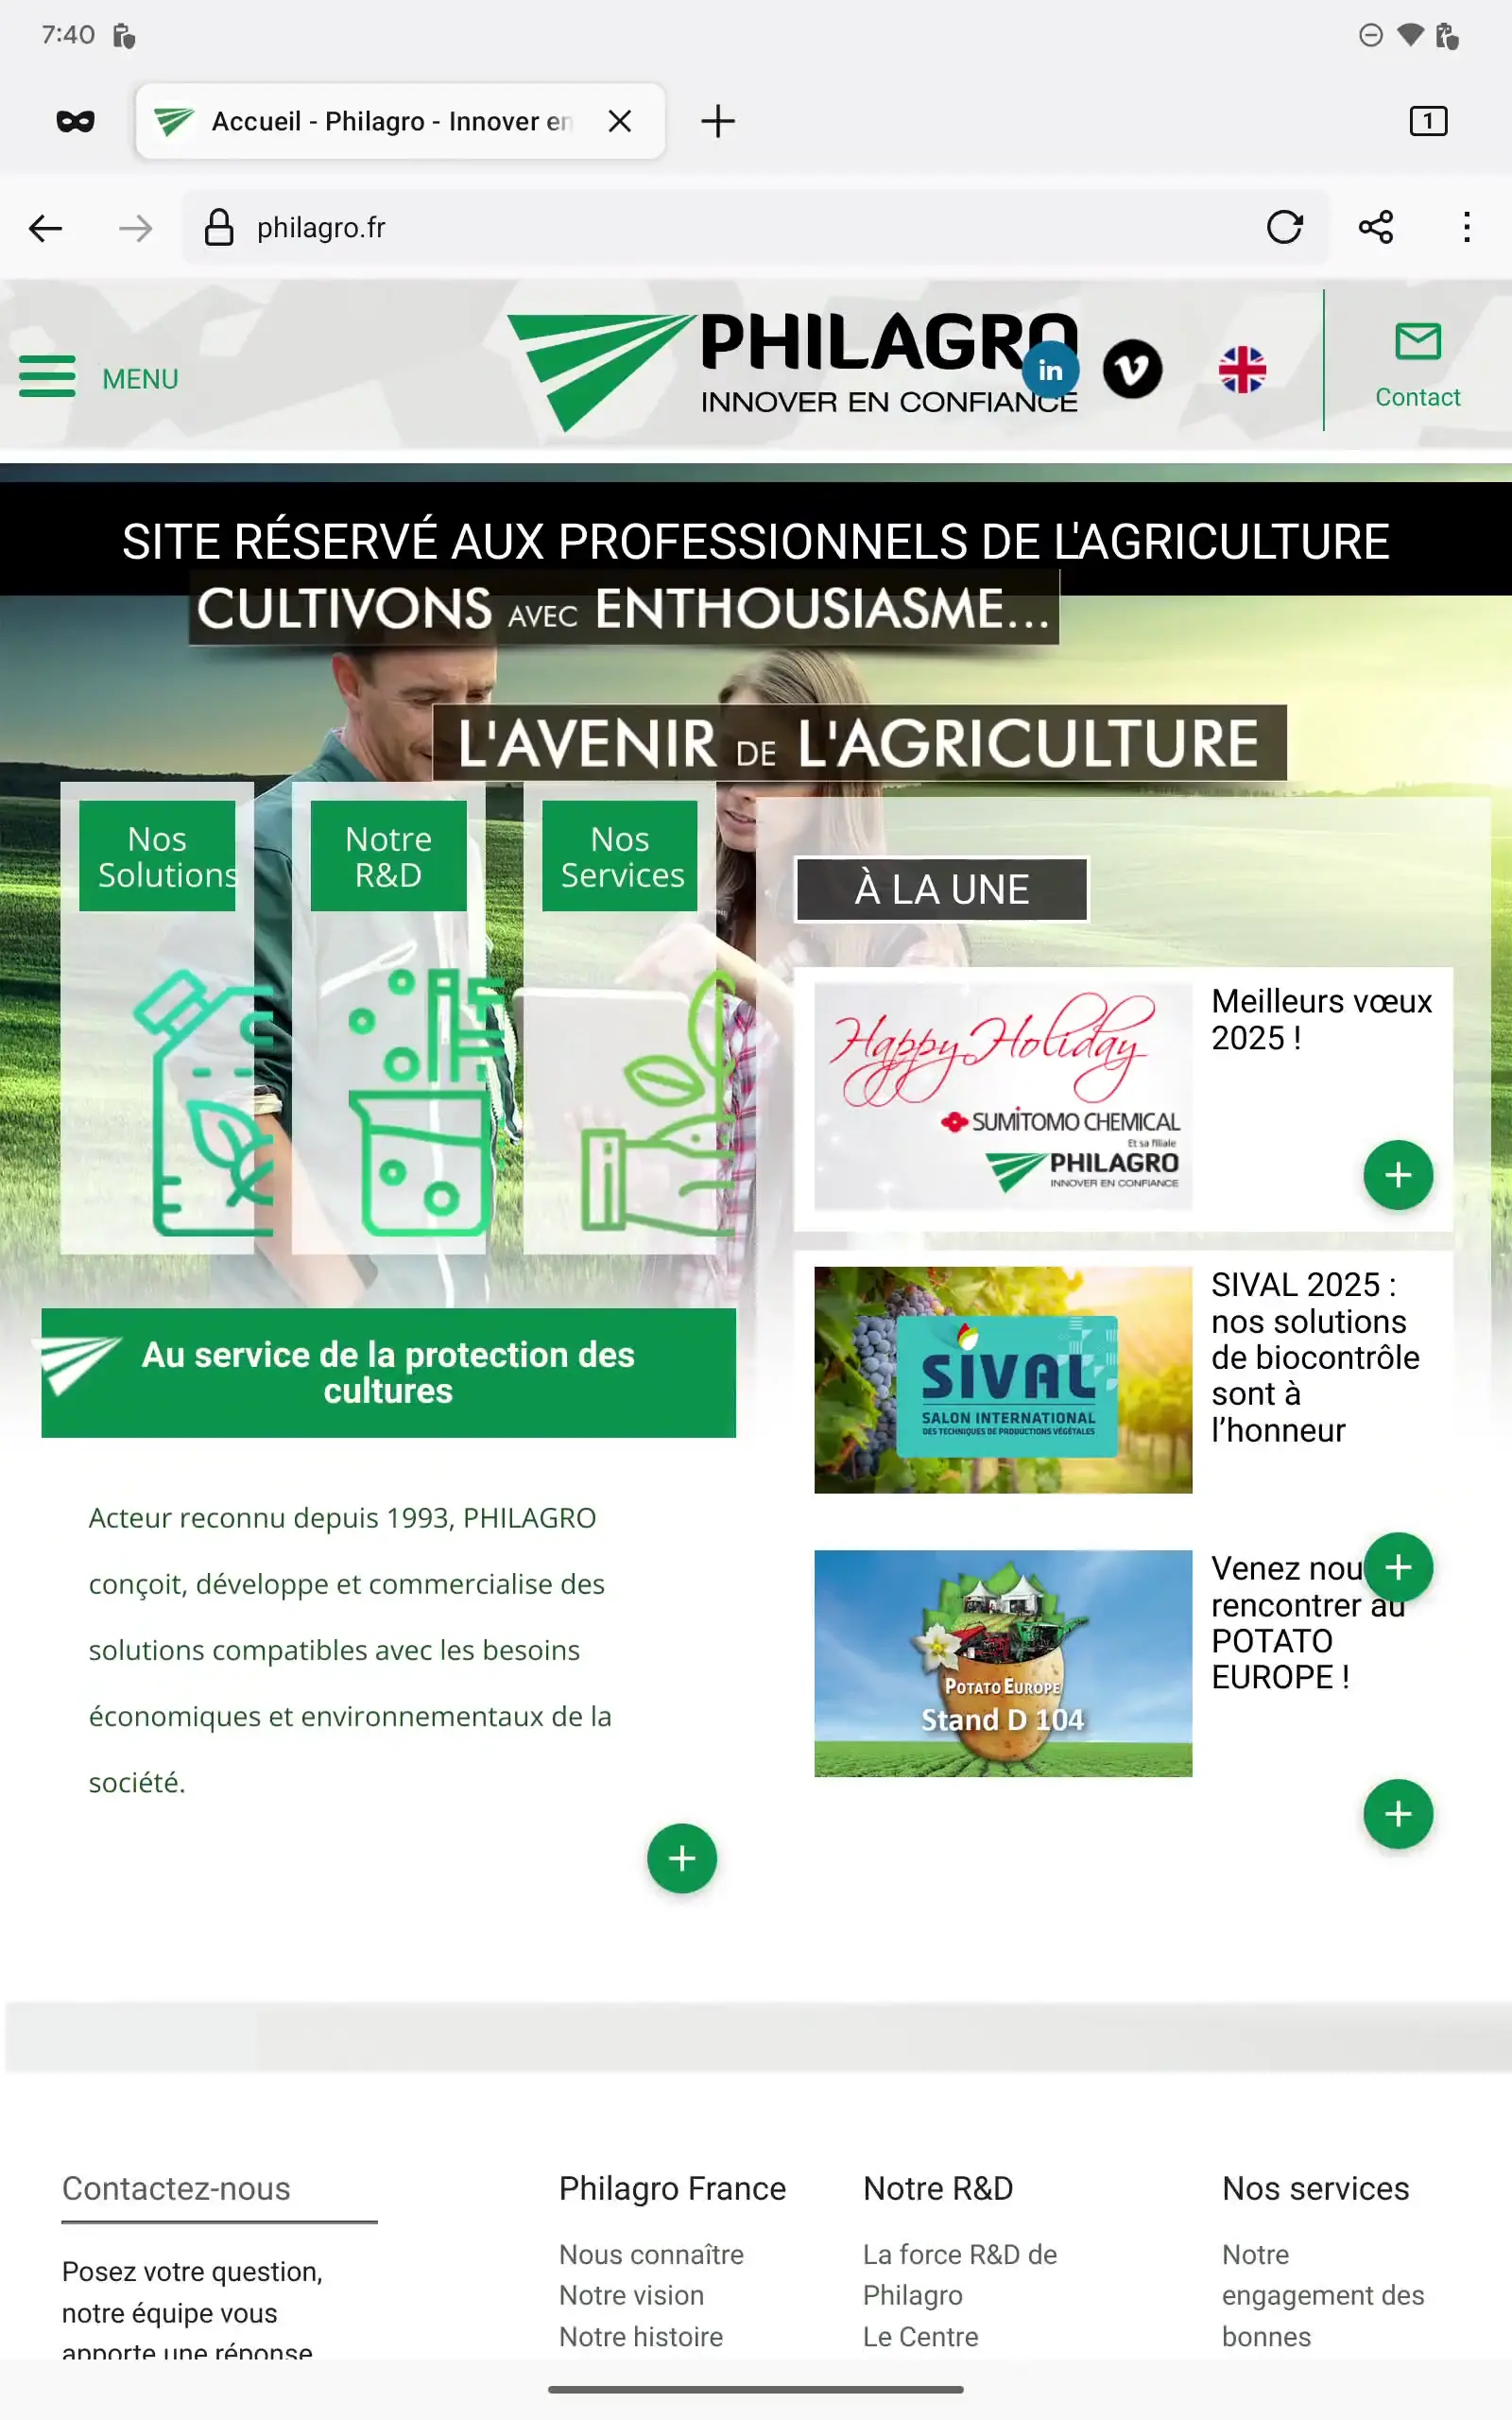 7:40
Accueil - Philagro - Innover en
1
philagro.fr
MENU
PHILAGRO
INNOVER EN CONFIANCE
in
Contact
SITE RÉSERVÉ AUX PROFESSIONNELS DE L'AGRICULTURE
CULTIVONS AVEC ENTHOUSIASME...
L'AVENIR DE L'AGRICULTURE
Nos
Solutions
Notre
R&D
Nos
Services
À LA UNE
Happy Holiday
SUMITOMO CHEMICAL
Et sa filiale
PHILAGRO
INNOVER EN CONFIANCE
Meilleurs vœux
2025 !
SIVAL
SALON INTERNATIONAL
DES TECHNIQUES DE PRODUCTIONS VÉGÉTALES
SIVAL 2025 :
nos solutions
de biocontrôle
sont à
l’honneur
POTATO EUROPE
Stand D 104
Venez nou
rencontrer au
POTATO
EUROPE !
Au service de la protection des
cultures
Acteur reconnu depuis 1993, PHILAGRO
conçoit, développe et commercialise des
solutions compatibles avec les besoins
économiques et environnementaux de la
société.
Contactez-nous
Posez votre question,
notre équipe vous
apporte une réponse
Philagro France
Nous connaître
Notre vision
Notre histoire
Notre R&D
La force R&D de
Philagro
Le Centre
Nos services
Notre
engagement des
bonnes